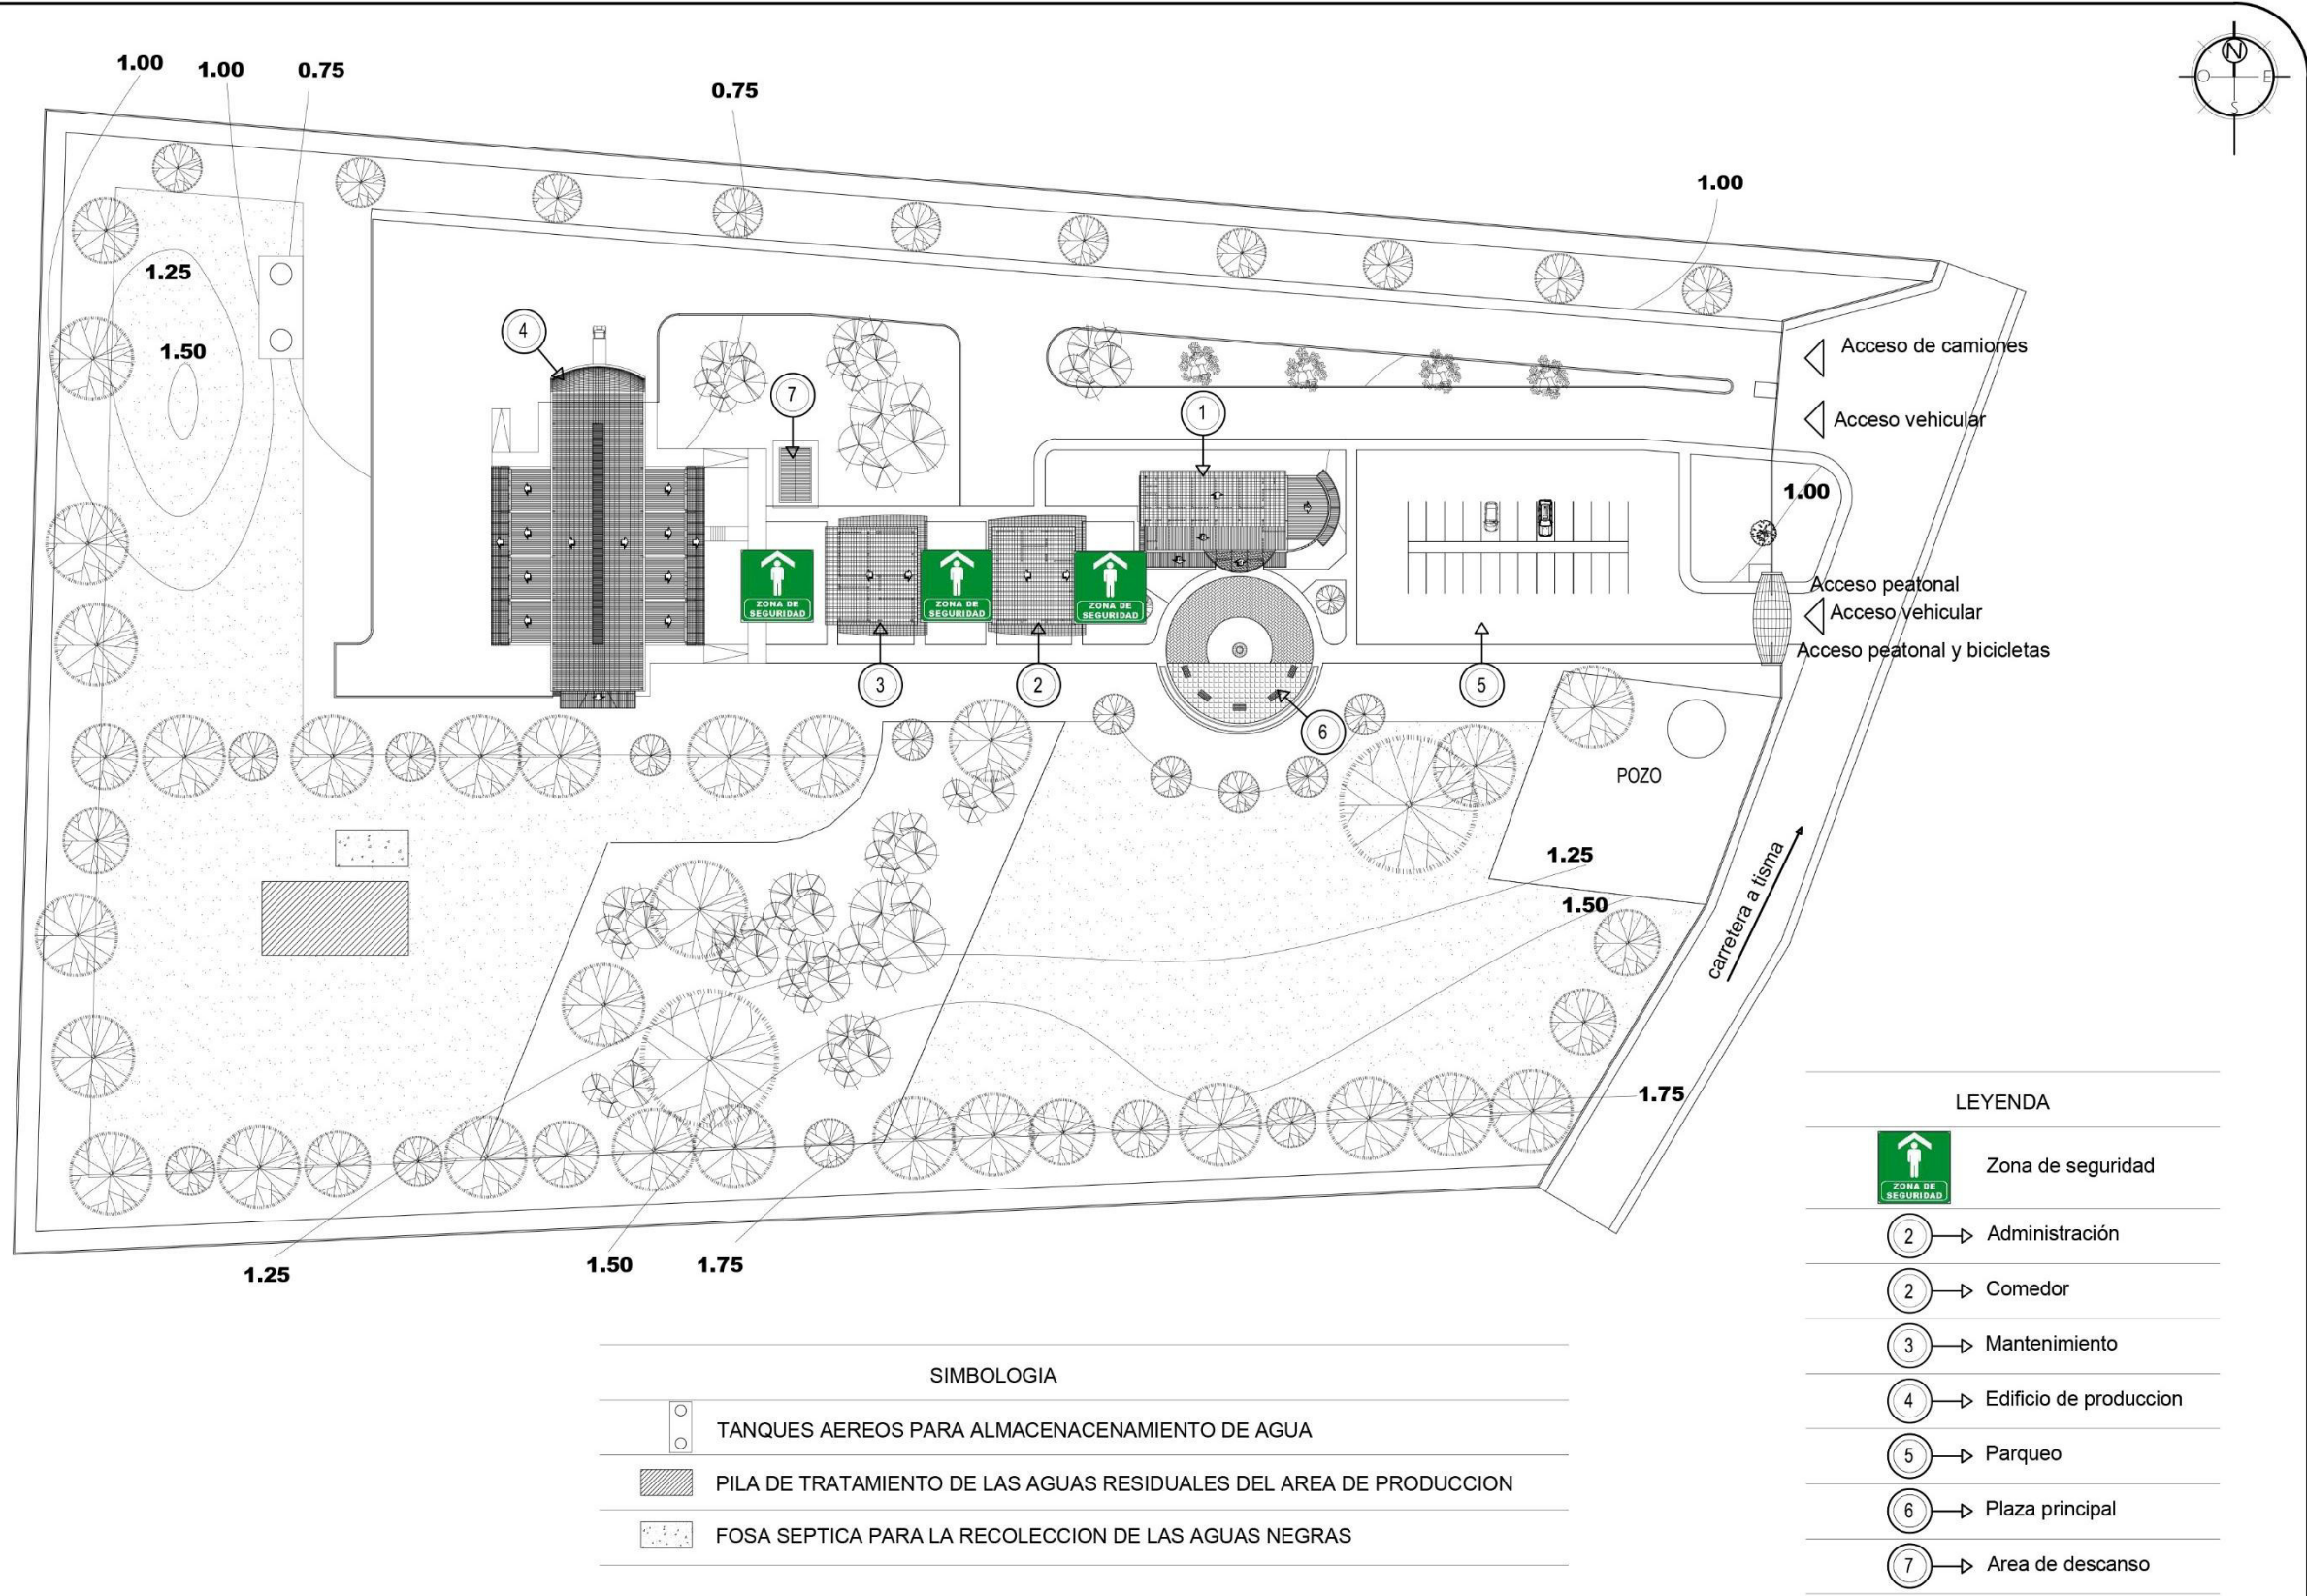 N
O
E
S
1.00
1.00
0.75
0.75
1.00
1.25
1.50
4
7
1
Acceso de camiones
Acceso vehicular
1.00
ZONA DE
SEGURIDAD
ZONA DE
SEGURIDAD
ZONA DE
SEGURIDAD
Acceso peatonal
Acceso vehicular
Acceso peatonal y bicicletas
3
2
5
6
POZO
1.25
1.50
carretera a tisma
1.75
1.25
1.50
1.75
LEYENDA
ZONA DE
SEGURIDAD
Zona de seguridad
2 Administración
2 Comedor
3 Mantenimiento
4 Edificio de produccion
5 Parqueo
6 Plaza principal
7 Area de descanso
SIMBOLOGIA
TANQUES AEREOS PARA ALMACENACENAMIENTO DE AGUA
PILA DE TRATAMIENTO DE LAS AGUAS RESIDUALES DEL AREA DE PRODUCCION
FOSA SEPTICA PARA LA RECOLECCION DE LAS AGUAS NEGRAS